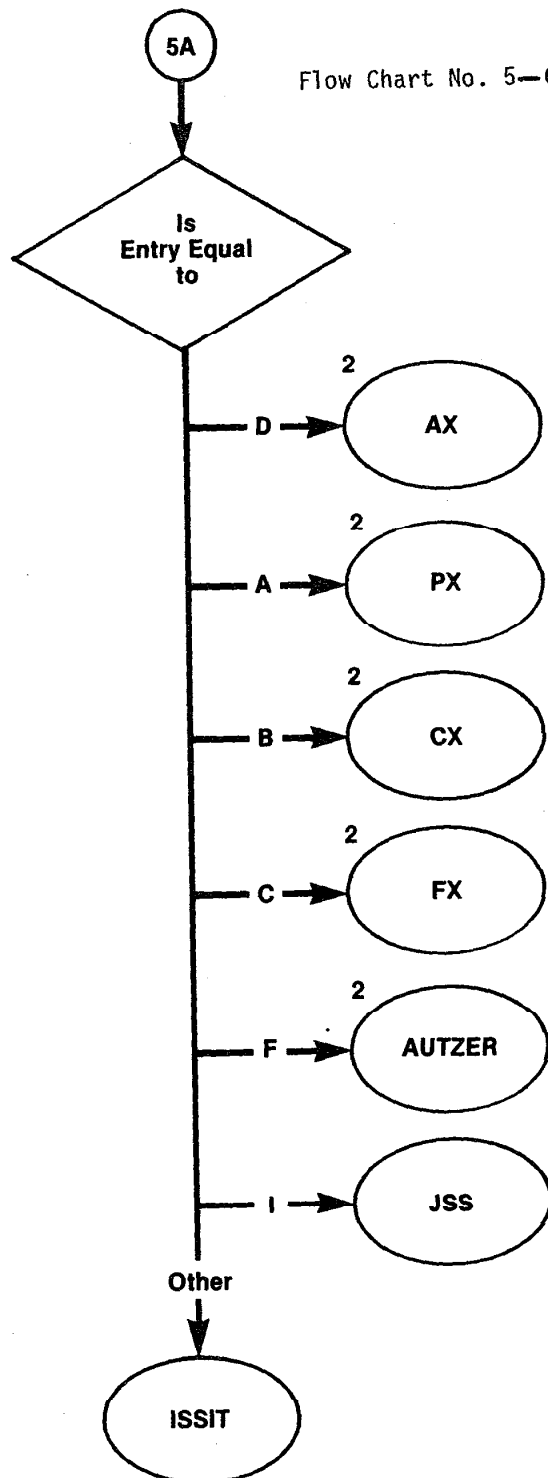 5A
Flow Chart No. 5—
Is
Entry Equal
to
2
D
AX
2
A
PX
2
B
CX
2
C
FX
2
F
AUTZER
I
JSS
Other
ISSIT